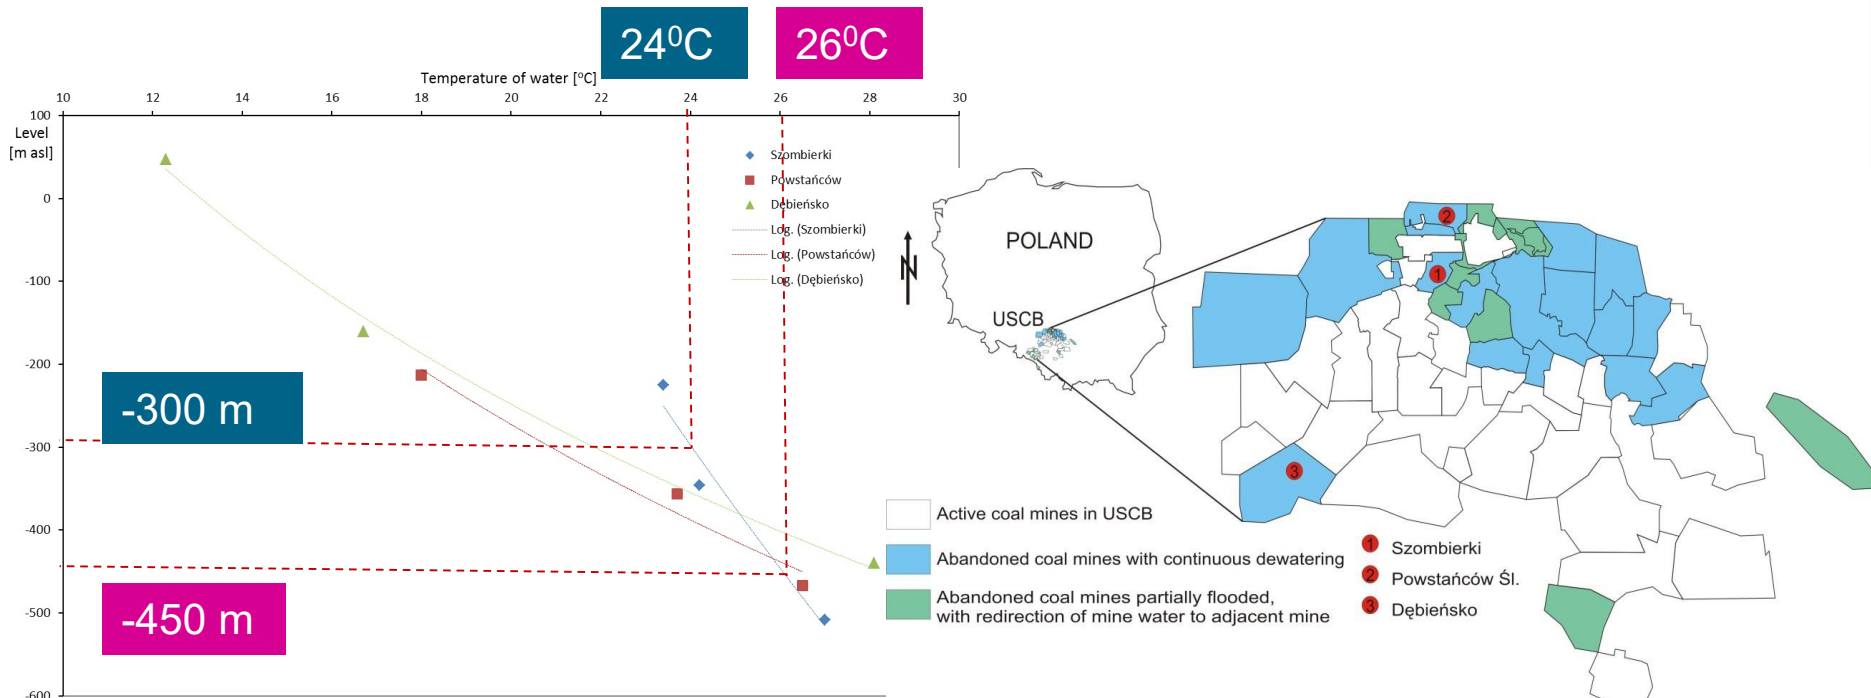 24⁰C
26⁰C
Temperature of water [°C]
10 12 14 16 18 20 22 24 26 28 30
100
Level
[m asl]
0
-100
-200
-300
-400
-500
-600
Szombierki
Powstańców
Dębieńsko
Log. (Szombierki)
Log. (Powstańców)
Log. (Dębieńsko)
-300 m
-450 m
N
POLAND
USCB
2
1
3
Active coal mines in USCB
Abandoned coal mines with continuous dewatering
Abandoned coal mines partially flooded,
with redirection of mine water to adjacent mine
1 Szombierki
2 Powstańców Śl.
3 Dębieńsko